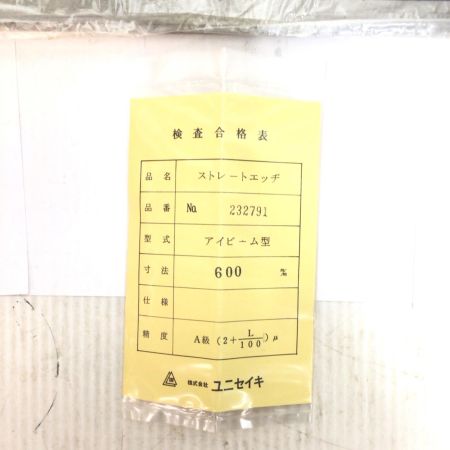 検査合格表
品名 ストレートエッヂ
品番 No. 232791
型式 アイビーム型
寸法 600 ㎜
仕様
精度 A級 (2+L/100)μ
株式会社 ユニセイキ